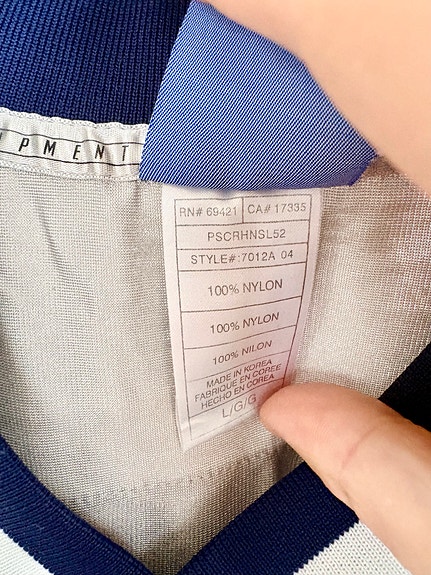 PMENT
RN# 69421 CA# 17335
PSCRHNSL52
STYLE#:7012A 04
100% NYLON
100% NYLON
100% NILON
MADE IN KOREA
FABRIQUE EN COREE
HECHO EN COREA
L/G/G